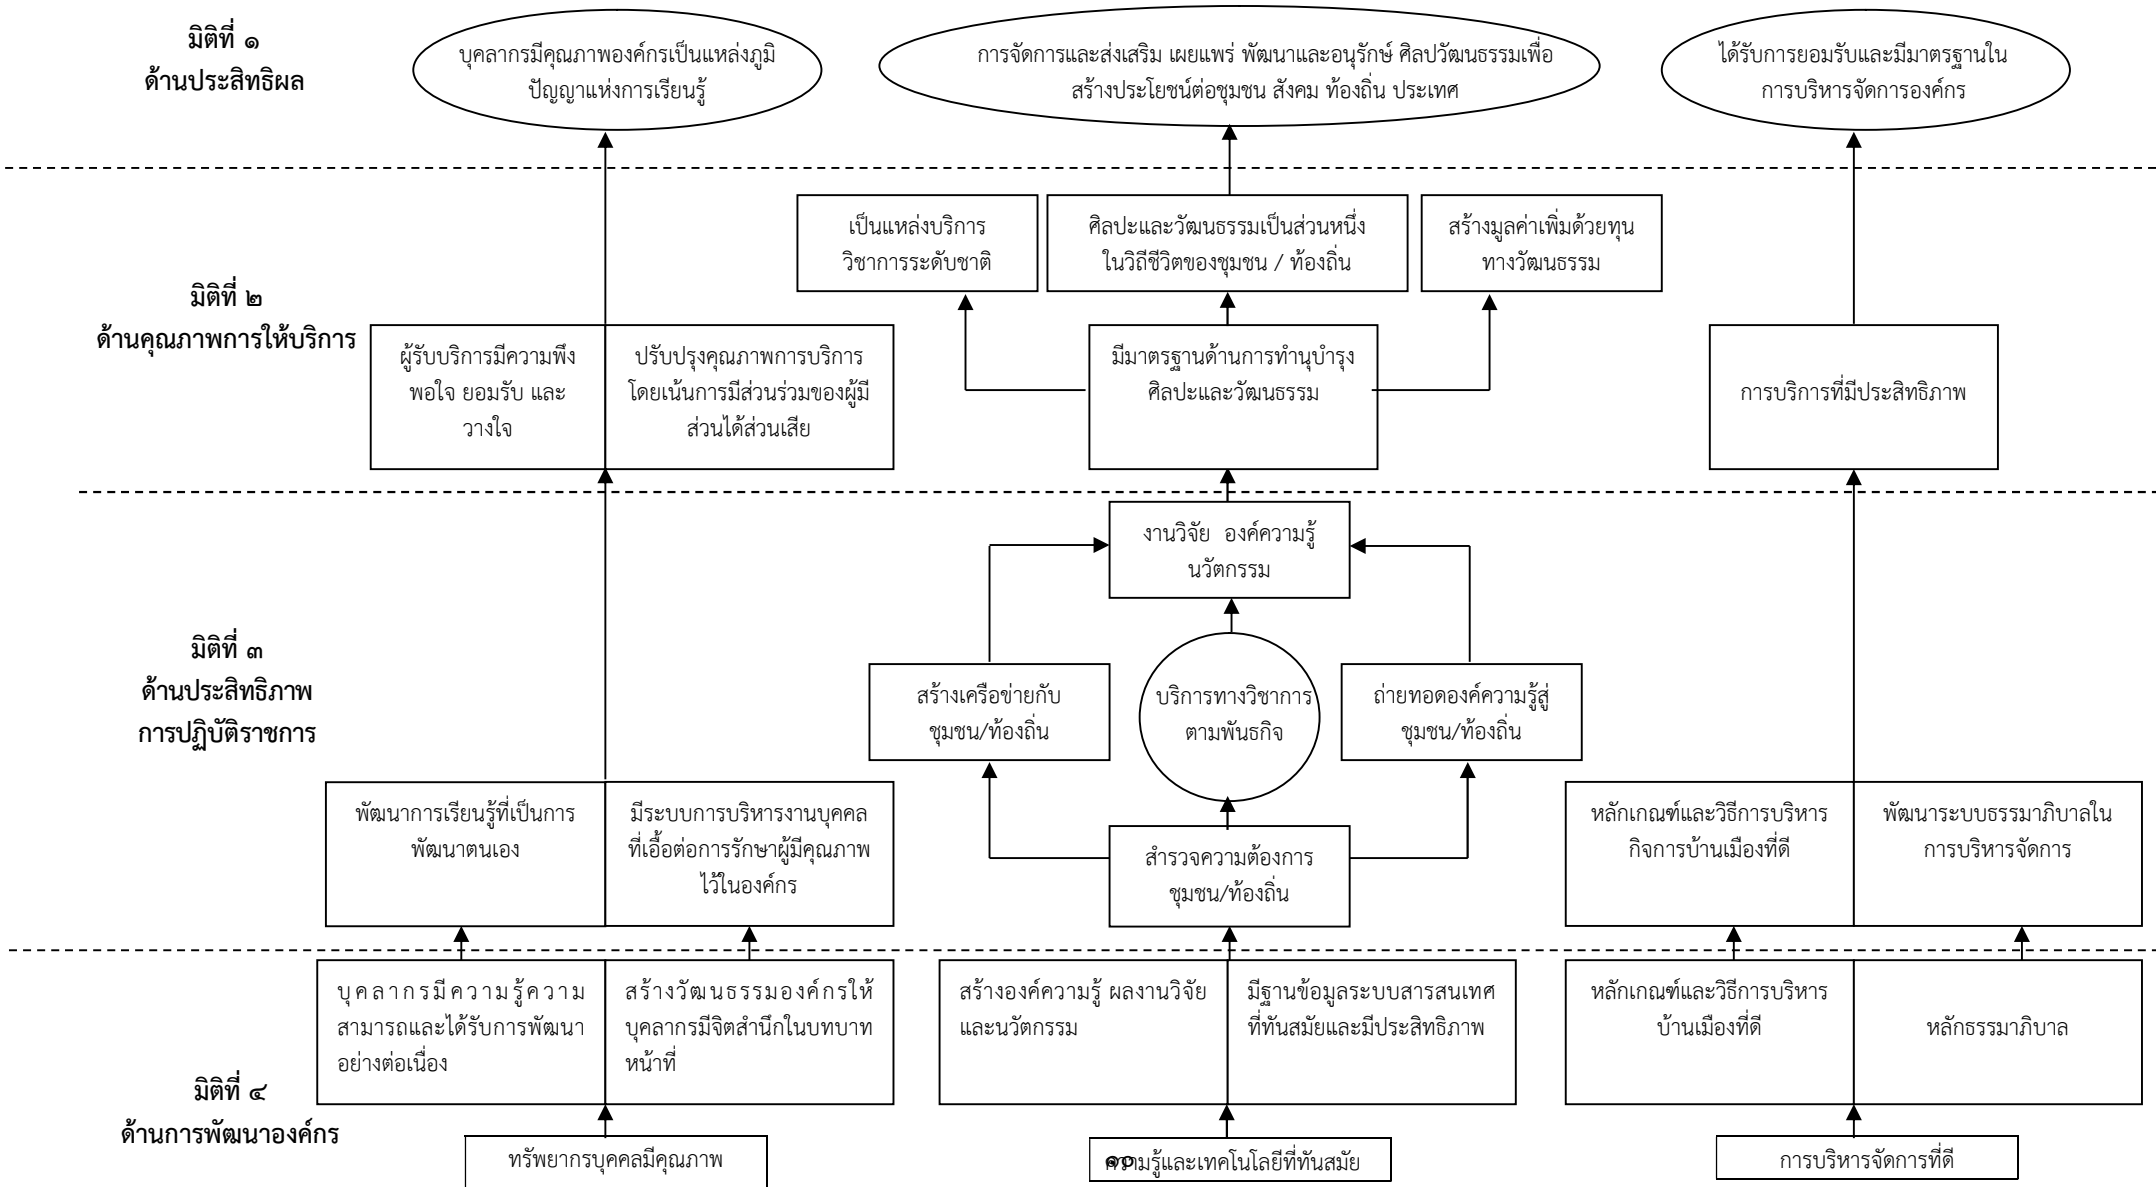 มิติที่ ๑
ด้านประสิทธิผล
บุคลากรมีคุณภาพองค์กรเป็นแหล่งภูมิ
ปัญญาแห่งการเรียนรู้
การจัดการและส่งเสริม เผยแพร่ พัฒนาและอนุรักษ์ ศิลปวัฒนธรรมเพื่อ
สร้างประโยชน์ต่อชุมชน สังคม ท้องถิ่น ประเทศ
ได้รับการยอมรับและมีมาตรฐานใน
การบริหารจัดการองค์กร
มิติที่ ๒
ด้านคุณภาพการให้บริการ
เป็นแหล่งบริการ
วิชาการระดับชาติ
ศิลปะและวัฒนธรรมเป็นส่วนหนึ่ง
ในวิถีชีวิตของชุมชน / ท้องถิ่น
สร้างมูลค่าเพิ่มด้วยทุน
ทางวัฒนธรรม
ผู้รับบริการมีความพึง
พอใจ ยอมรับ และ
วางใจ
ปรับปรุงคุณภาพการบริการ
โดยเน้นการมีส่วนร่วมของผู้มี
ส่วนได้ส่วนเสีย
มีมาตรฐานด้านการทำนุบำรุง
ศิลปะและวัฒนธรรม
การบริการที่มีประสิทธิภาพ
มิติที่ ๓
ด้านประสิทธิภาพ
การปฏิบัติราชการ
งานวิจัย องค์ความรู้
นวัตกรรม
สร้างเครือข่ายกับ
ชุมชน/ท้องถิ่น
บริการทางวิชาการ
ตามพันธกิจ
ถ่ายทอดองค์ความรู้สู่
ชุมชน/ท้องถิ่น
พัฒนาการเรียนรู้ที่เป็นการ
พัฒนาตนเอง
มีระบบการบริหารงานบุคคล
ที่เอื้อต่อการรักษาผู้มีคุณภาพ
ไว้ในองค์กร
สำรวจความต้องการ
ชุมชน/ท้องถิ่น
หลักเกณฑ์และวิธีการบริหาร
กิจการบ้านเมืองที่ดี
พัฒนาระบบธรรมาภิบาลใน
การบริหารจัดการ
มิติที่ ๔
ด้านการพัฒนาองค์กร
บุคลากรมีความรู้ความ
สามารถและได้รับการพัฒนา
อย่างต่อเนื่อง
สร้างวัฒนธรรมองค์กรให้
บุคลากรมีจิตสำนึกในบทบาท
หน้าที่
สร้างองค์ความรู้ ผลงานวิจัย
และนวัตกรรม
มีฐานข้อมูลระบบสารสนเทศ
ที่ทันสมัยและมีประสิทธิภาพ
หลักเกณฑ์และวิธีการบริหาร
บ้านเมืองที่ดี
หลักธรรมาภิบาล
ทรัพยากรบุคคลมีคุณภาพ
ความรู้และเทคโนโลยีที่ทันสมัย
๑๐
การบริหารจัดการที่ดี